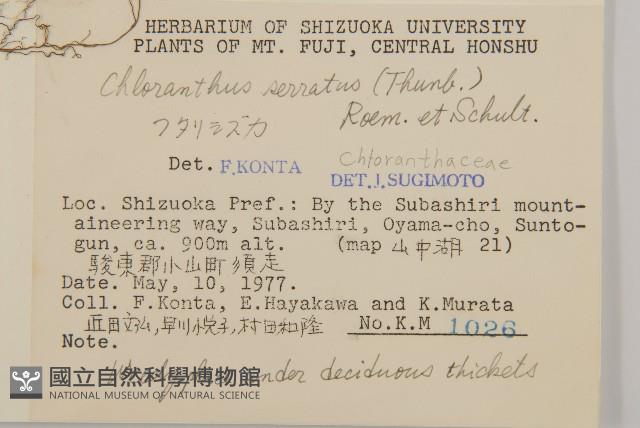 HERBARIUM OF SHIZUOKA UNIVERSITY
PLANTS OF MT. FUJI, CENTRAL HONSHU
Chloranthus serratus (Thunb.)
フタリシズカ Roem. et Schult.
Chloranthaceae
Det. F.KONTA DET.J.SUGIMOTO
Loc. Shizuoka Pref.: By the Subashiri mount-
aineering way, Subashiri, Oyama-cho, Sunto-
gun, ca. 900m alt. (map 山中湖 21)
駿東郡小山町須走
Date. May, 10, 1977.
Coll. F.Konta, E.Hayakawa and K.Murata
近田文弘, 早川悦子, 村田和隆 No.K.M 1026
Note.
under deciduous thickets
國立自然科學博物館
NATIONAL MUSEUM OF NATURAL SCIENCE